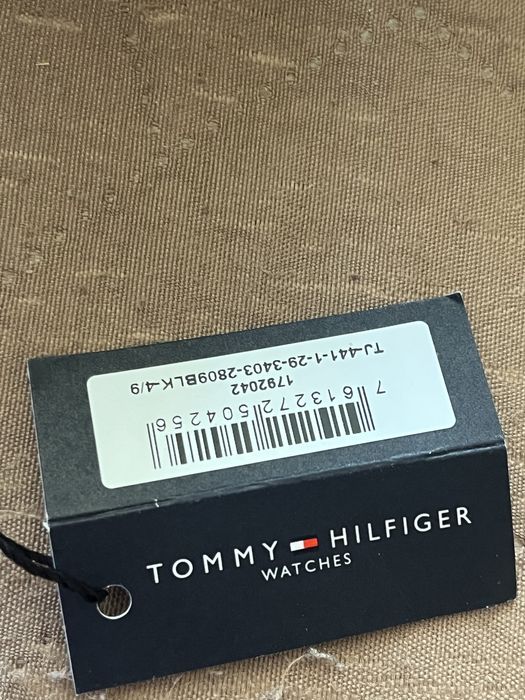 TJ-441-1-29-3403-2809BLK-4/9
1792042
7 613272 504256
TOMMY HILFIGER
WATCHES